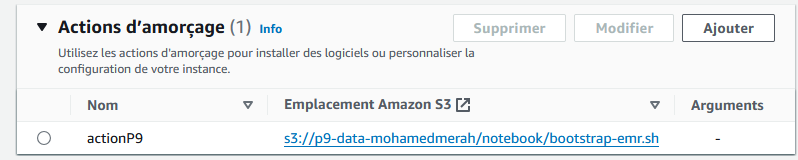 Actions d'amorçage (1) Info
Supprimer Modifier Ajouter
Utilisez les actions d'amorçage pour installer des logiciels ou personnaliser la
configuration de votre instance.
Nom Emplacement Amazon S3 Arguments
actionP9 s3://p9-data-mohamedmerah/notebook/bootstrap-emr.sh -